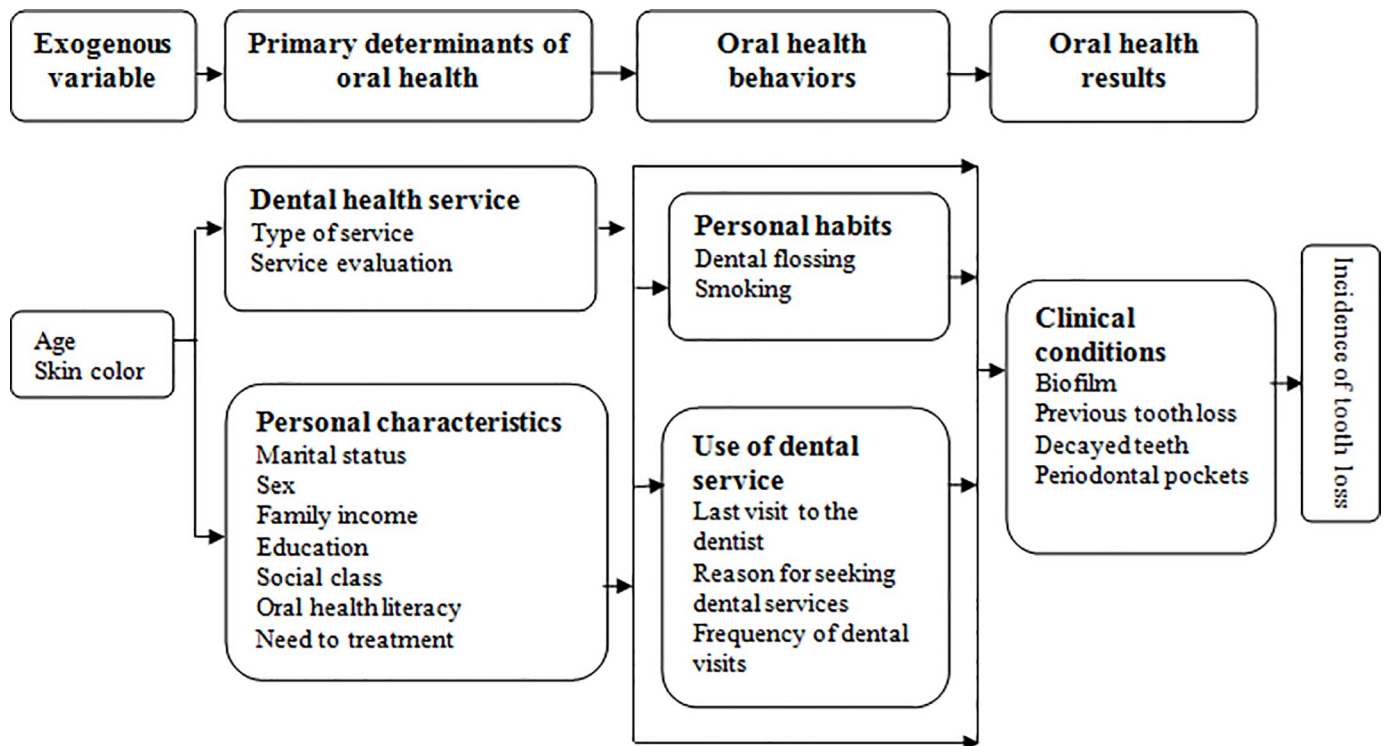 Exogenous
variable
Primary determinants of
oral health
Oral health
behaviors
Oral health
results
Age
Skin color
Dental health service
Type of service
Service evaluation
Personal characteristics
Marital status
Sex
Family income
Education
Social class
Oral health literacy
Need to treatment
Personal habits
Dental flossing
Smoking
Use of dental
service
Last visit to the
dentist
Reason for seeking
dental services
Frequency of dental
visits
Clinical
conditions
Biofilm
Previous tooth loss
Decayed teeth
Periodontal pockets
Incidence of tooth
loss